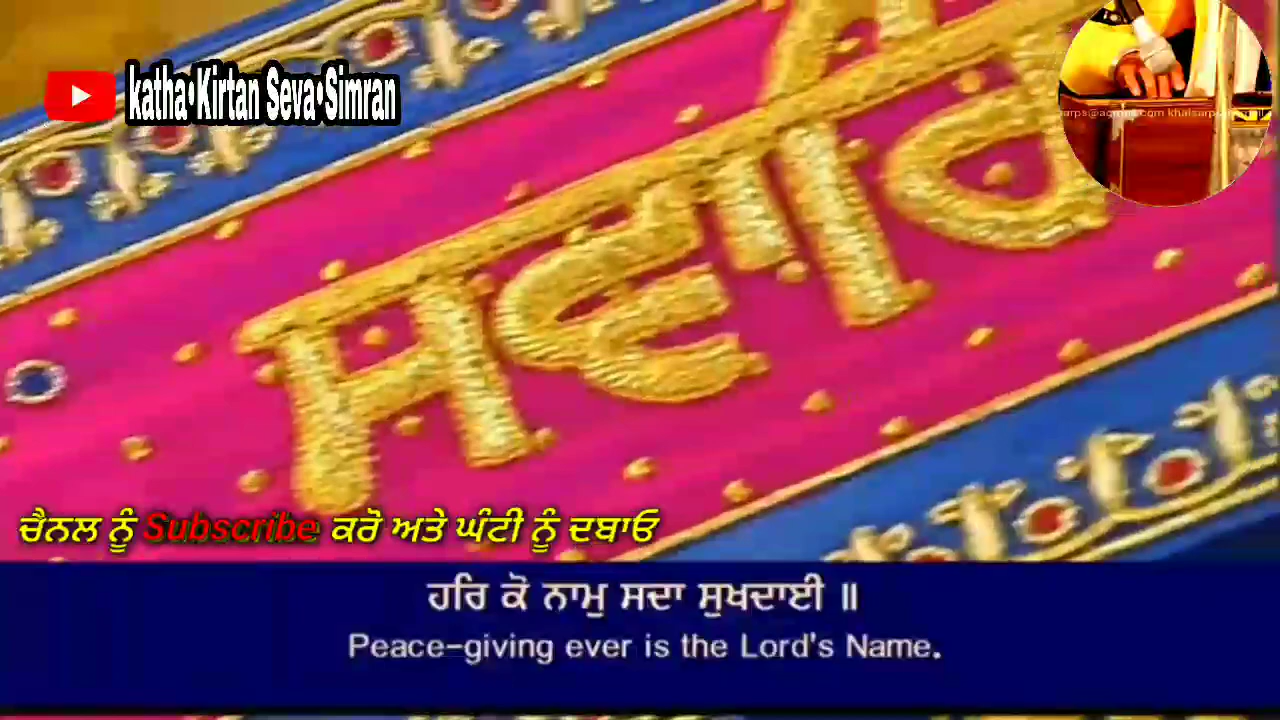 katha•Kirtan Seva•Simran
ਚੈਨਲ ਨੂੰ Subscribe ਕਰੋ ਅਤੇ ਘੰਟੀ ਨੂੰ ਦਬਾਓ
ਹਰਿ ਕੋ ਨਾਮੁ ਸਦਾ ਸੁਖਦਾਈ ॥
Peace-giving ever is the Lord's Name.